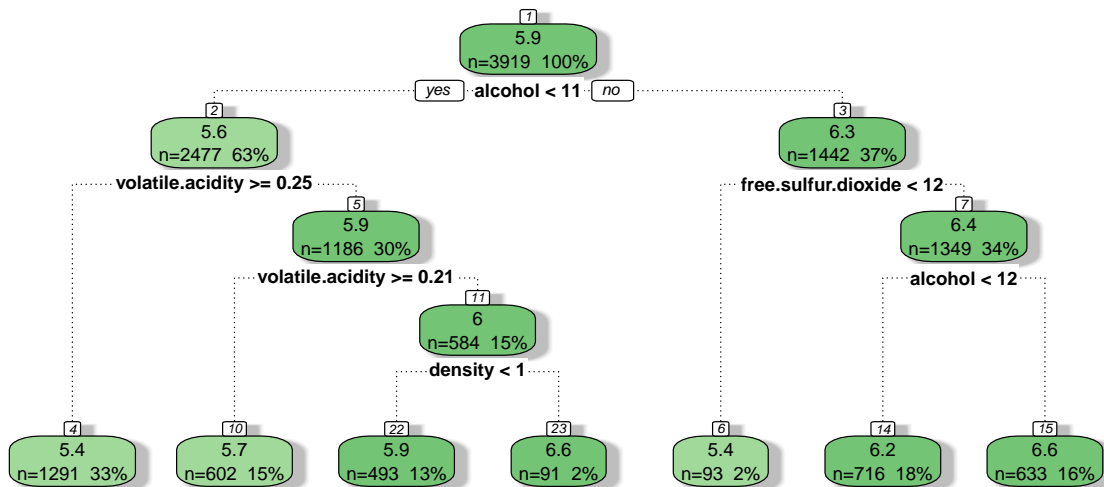 1
5.9
n=3919 100%
yes alcohol < 11 no
2
5.6
n=2477 63%
3
6.3
n=1442 37%
volatile.acidity >= 0.25
free.sulfur.dioxide < 12
5
5.9
n=1186 30%
7
6.4
n=1349 34%
volatile.acidity >= 0.21
alcohol < 12
11
6
n=584 15%
density < 1
4
5.4
n=1291 33%
10
5.7
n=602 15%
22
5.9
n=493 13%
23
6.6
n=91 2%
6
5.4
n=93 2%
14
6.2
n=716 18%
15
6.6
n=633 16%